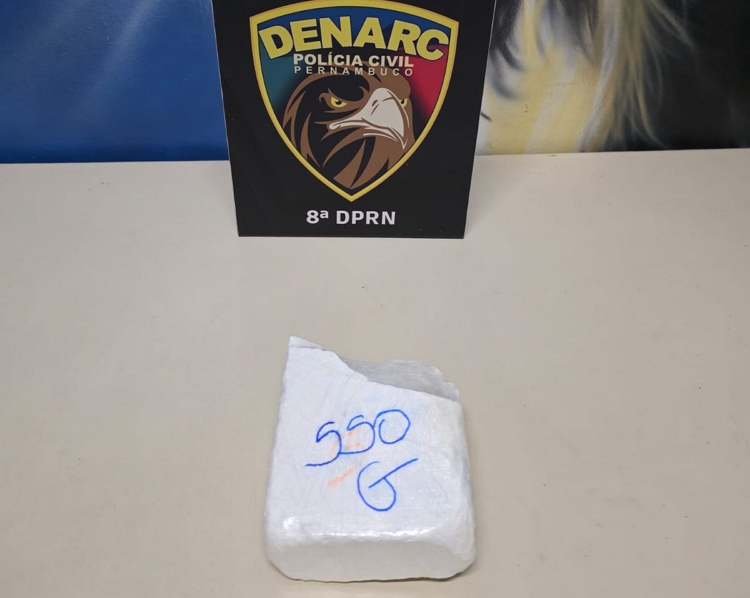 DENARC
POLÍCIA CIVIL
PERNAMBUCO
8ª DPRN
550
G